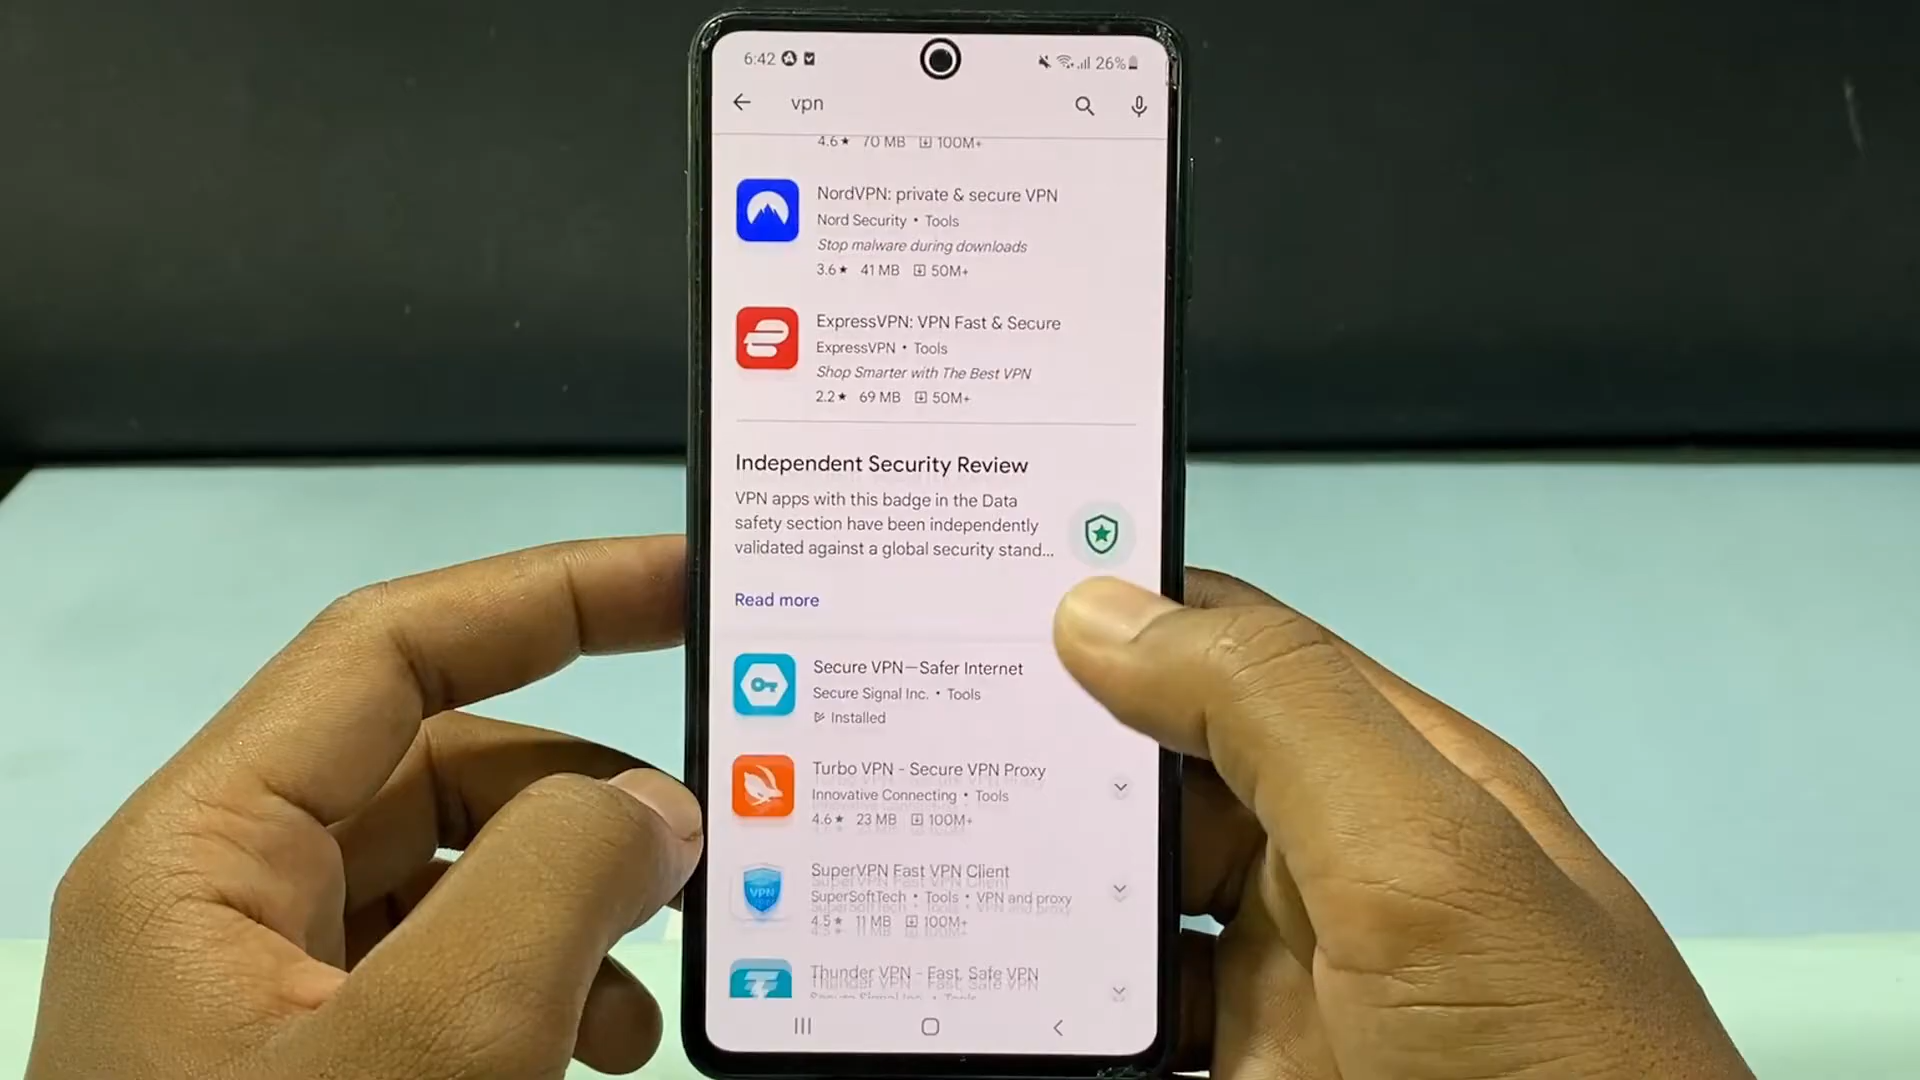 6:42 26%
vpn
4.6★ 70 MB 100M+
NordVPN: private & secure VPN
Nord Security • Tools
Stop malware during downloads
3.6★ 41 MB 50M+
ExpressVPN: VPN Fast & Secure
ExpressVPN • Tools
Shop Smarter with The Best VPN
2.2★ 69 MB 50M+
Independent Security Review
VPN apps with this badge in the Data
safety section have been independently
validated against a global security stand...
Read more
Secure VPN—Safer Internet
Secure Signal Inc. • Tools
Installed
Turbo VPN - Secure VPN Proxy
Innovative Connecting • Tools
4.6★ 23 MB 100M+
VPN
SuperVPN Fast VPN Client
SuperSoftTech • Tools • VPN and proxy
4.5★ 11 MB 100M+
Thunder VPN - Fast, Safe VPN
Secure Signal Inc. • Tools